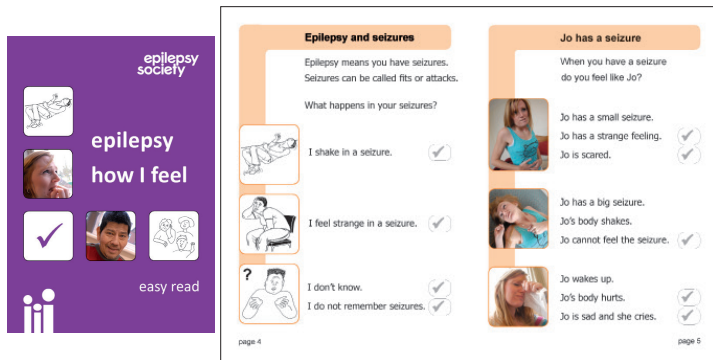 epilepsy
society
epilepsy
how I feel
easy read
Epilepsy and seizures
Epilepsy means you have seizures.
Seizures can be called fits or attacks.
What happens in your seizures?
I shake in a seizure.
I feel strange in a seizure.
?
I don't know.
I do not remember seizures.
page 4
Jo has a seizure
When you have a seizure
do you feel like Jo?
Jo has a small seizure.
Jo has a strange feeling.
Jo is scared.
Jo has a big seizure.
Jo's body shakes.
Jo cannot feel the seizure.
Jo wakes up.
Jo's body hurts.
Jo is sad and she cries.
page 5